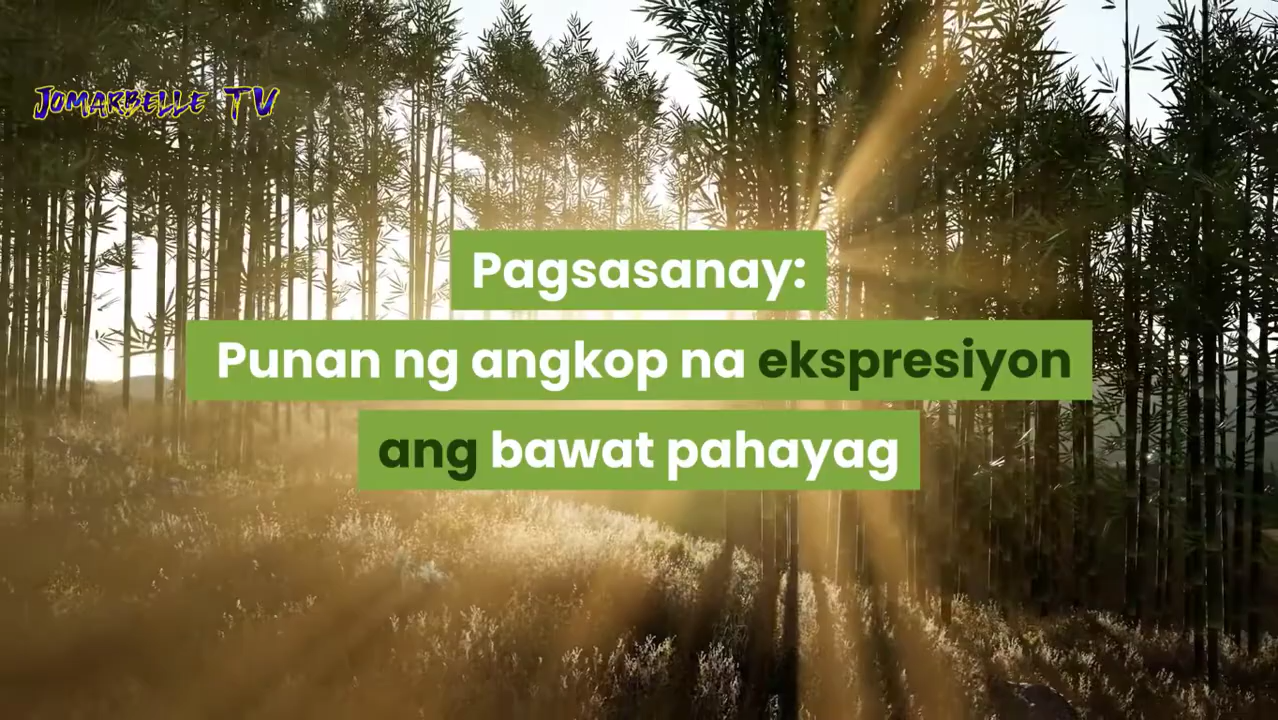 Jomarbelle TV
Pagsasanay:
Punan ng angkop na ekspresiyon
ang bawat pahayag